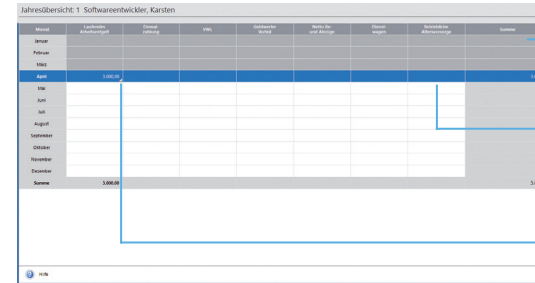 Jahresübersicht: 1 Softwareentwickler, Karsten
Monat Laufendes Arbeitsentgelt Einmalzahlung VWL Geldwerter Vorteil Netto Be- und Abzüge Dienstwagen Betriebliche Altersvorsorge Summe
Januar
Februar
März
April 3.000,00
Mai
Juni
Juli
August
September
Oktober
November
Dezember
Summe 3.000,00
Hilfe